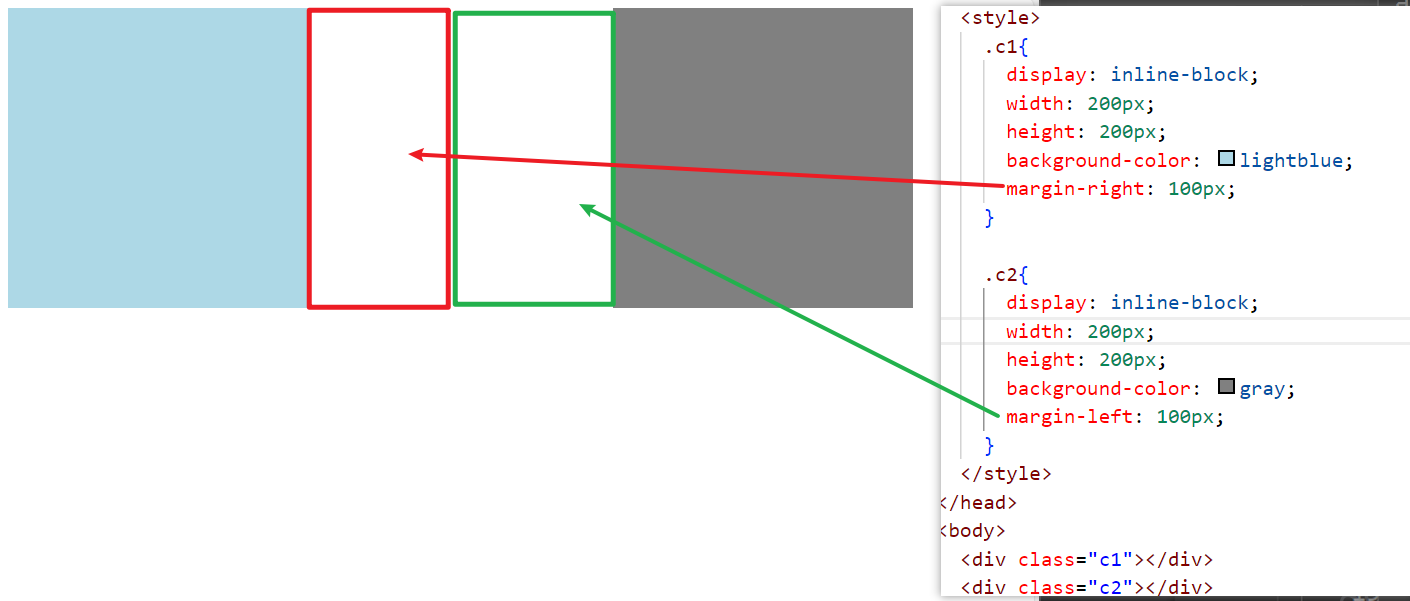 <style>
.c1{
display: inline-block;
width: 200px;
height: 200px;
background-color: lightblue;
margin-right: 100px;
}
.c2{
display: inline-block;
width: 200px;
height: 200px;
background-color: gray;
margin-left: 100px;
}
</style>
</head>
<body>
<div class="c1"></div>
<div class="c2"></div>